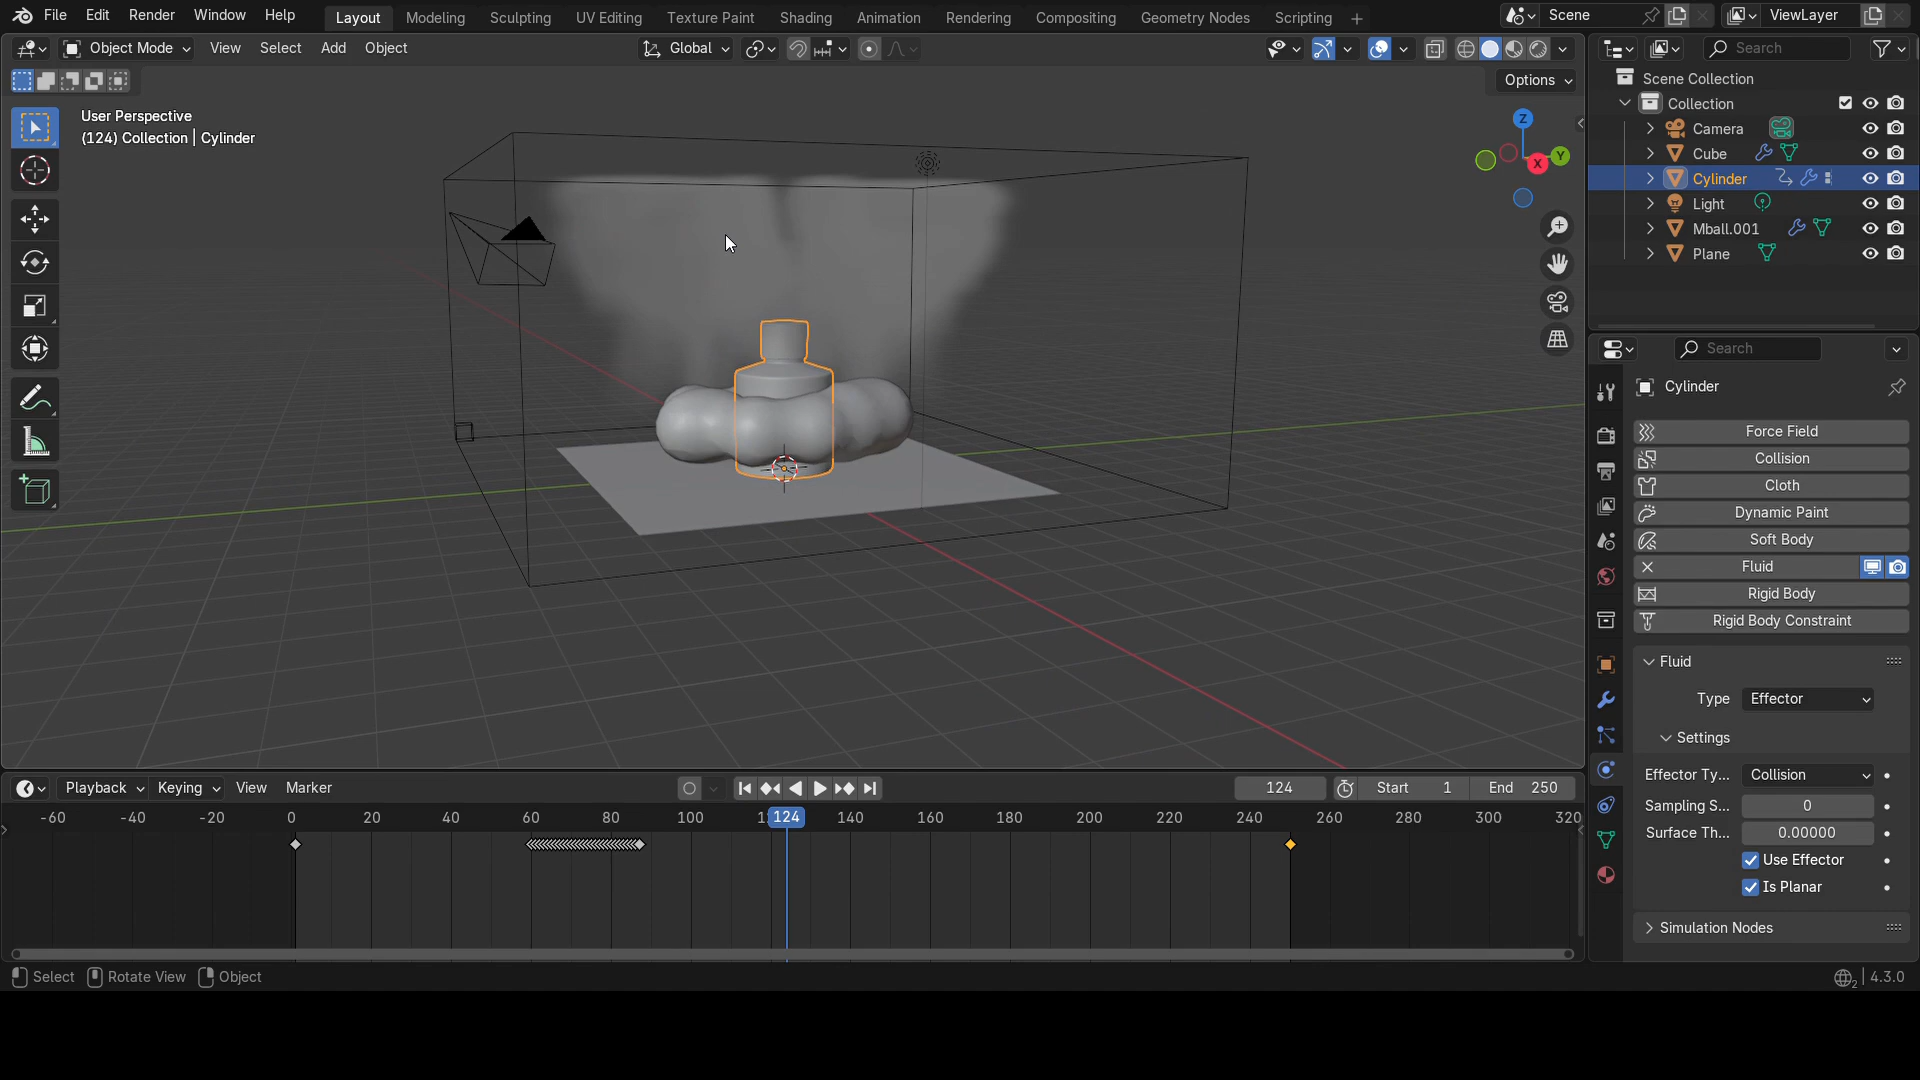 File Edit Render Window Help Layout Modeling Sculpting UV Editing Texture Paint Shading Animation Rendering Compositing Geometry Nodes Scripting + Scene ViewLayer
Object Mode View Select Add Object Global Search
Options
User Perspective
(124) Collection | Cylinder
Z
Y
X
Scene Collection
Collection
Camera
Cube
Cylinder
Light
Mball.001
Plane
Search
Cylinder
Force Field
Collision
Cloth
Dynamic Paint
Soft Body
Fluid
Rigid Body
Rigid Body Constraint
Fluid
Type Effector
Settings
Effector Ty... Collision
Sampling S... 0
Surface Th... 0.00000
Use Effector
Is Planar
Simulation Nodes
Playback Keying View Marker 124 Start 1 End 250
-60 -40 -20 0 20 40 60 80 100 124 140 160 180 200 220 240 260 280 300 320
Select Rotate View Object 2 4.3.0